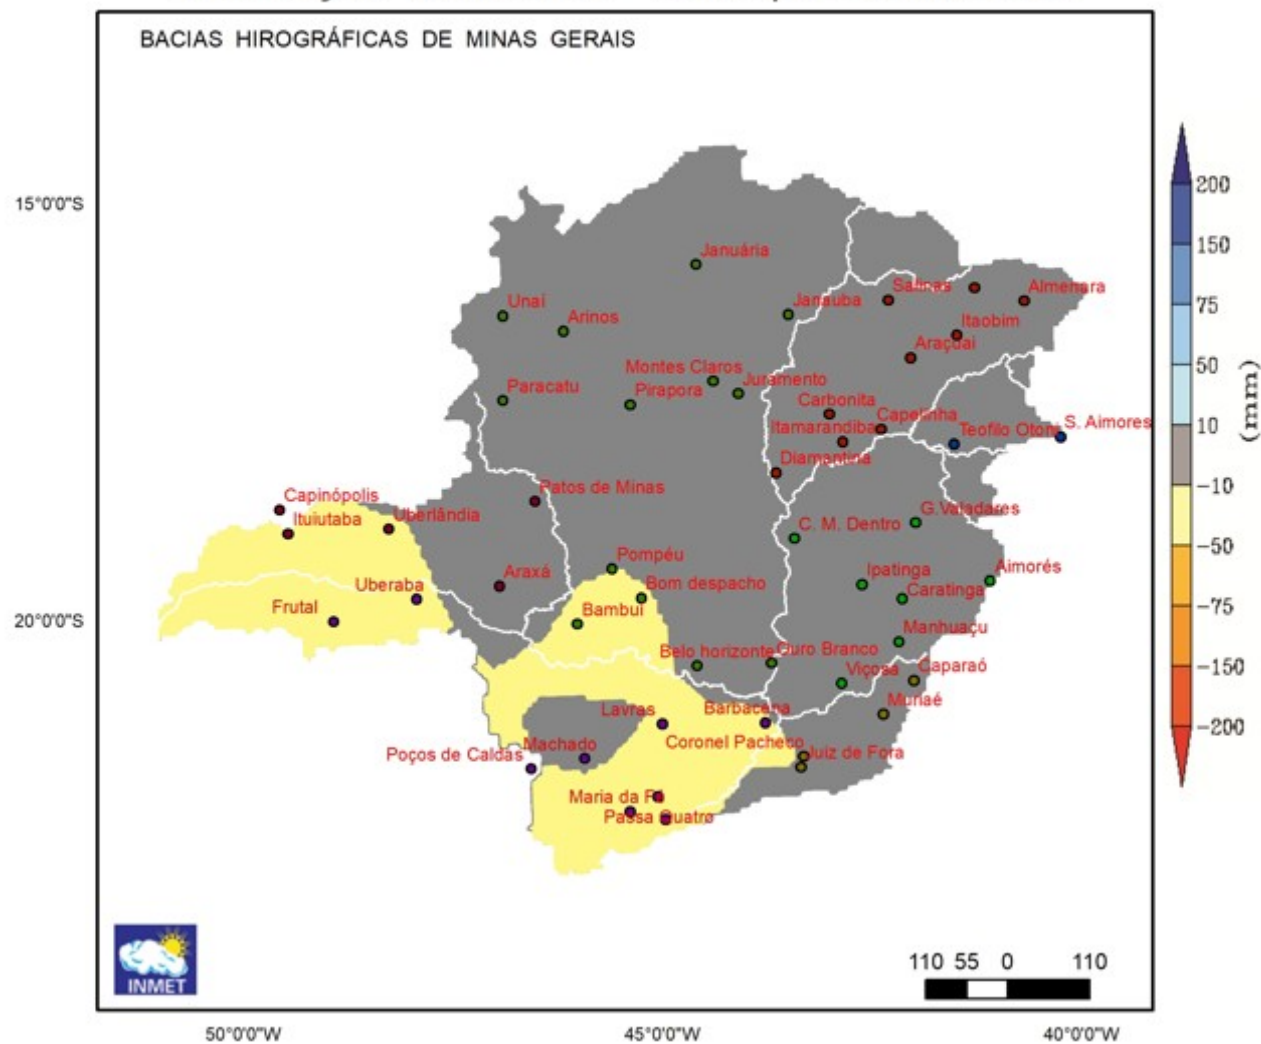 BACIAS HIROGRÁFICAS DE MINAS GERAIS
15°0'0"S
20°0'0"S
50°0'0"W
45°0'0"W
40°0'0"W
Januária
Unaí
Arinos
Janauba
Salinas
Almenara
Itaobim
Araçuai
Montes Claros
Juramento
Paracatu
Pirapora
Carbonita
Capelinha
Itamarandiba
Teofilo Otoni
S. Aimores
Diamantina
Patos de Minas
Capinópolis
Ituiutaba
Uberlândia
C. M. Dentro
G.Valadares
Pompéu
Araxá
Bom despacho
Ipatinga
Aimorés
Uberaba
Caratinga
Frutal
Bambuí
Manhuaçu
Belo horizonte
Ouro Branco
Viçosa
Caparaó
Muriaé
Lavras
Barbacena
Coronel Pacheco
Machado
Poços de Caldas
Juiz de Fora
Maria da Fé
Passa Quatro
200
150
75
50
10
-10
-50
-75
-150
-200
(mm)
INMET
110 55 0 110